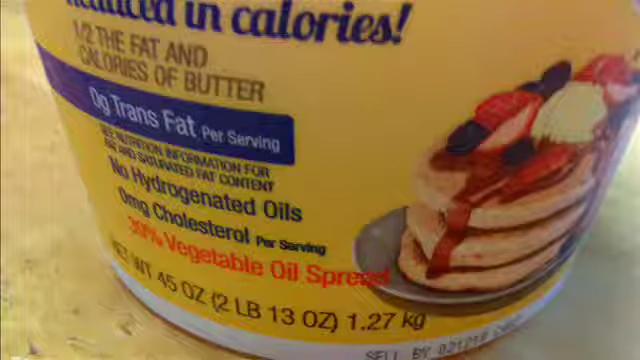 in calories!
1/2 THE FAT AND
CALORIES OF BUTTER
0g Trans Fat Per Serving
SEE NUTRITION INFORMATION FOR
FAT AND SATURATED FAT CONTENT
No Hydrogenated Oils
0mg Cholesterol Per Serving
30% Vegetable Oil Spread
NET WT 45 OZ (2 LB 13 OZ) 1.27 kg
SELL BY